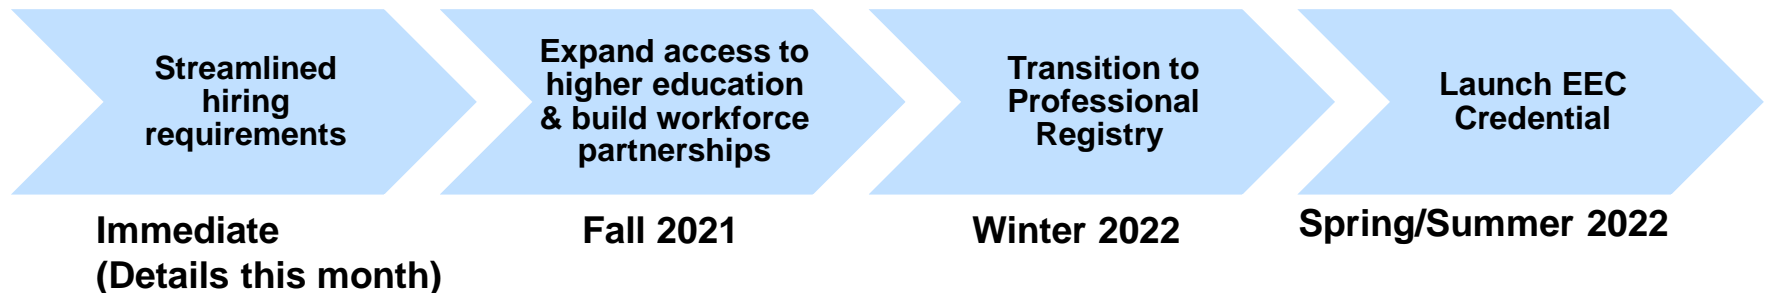 Streamlined
hiring
requirements
Expand access to
higher education
& build workforce
partnerships
Transition to
Professional
Registry
Launch EEC
Credential
Immediate
(Details this month)
Fall 2021
Winter 2022
Spring/Summer 2022